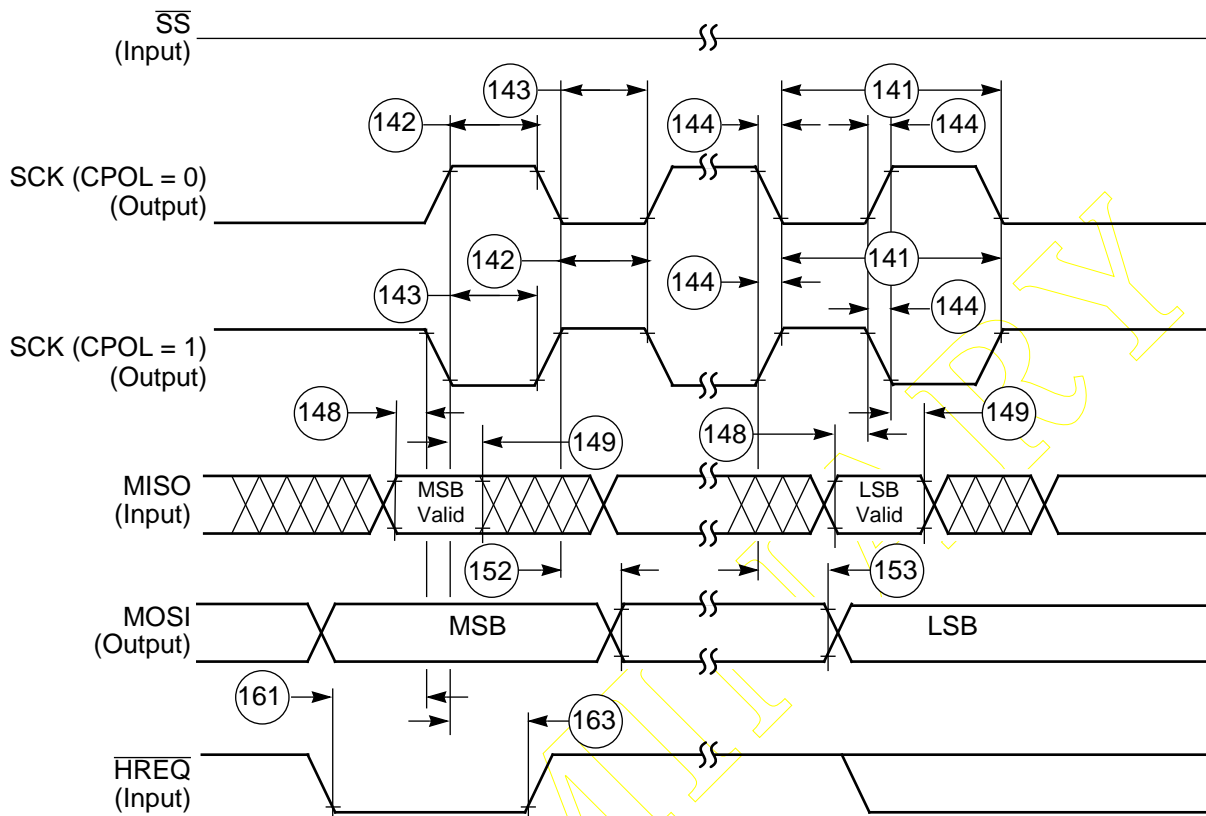 SS
(Input)
143
141
142
144
144
SCK (CPOL = 0)
(Output)
142
141
143
144
144
SCK (CPOL = 1)
(Output)
148
149
148
149
MISO
(Input)
MSB
Valid
LSB
Valid
152
153
MOSI
(Output)
MSB
LSB
161
163
HREQ
(Input)